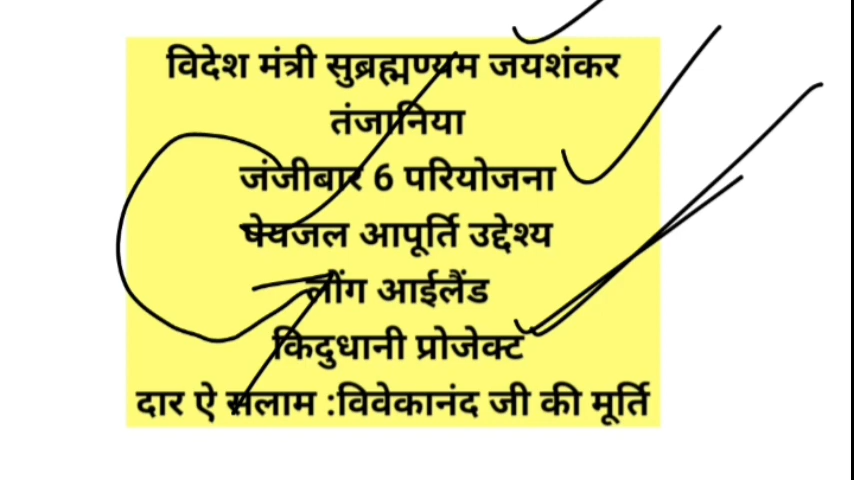 विदेश मंत्री सुब्रह्मण्यम जयशंकर
तंजानिया
जंजीबार 6 परियोजना
पेयजल आपूर्ति उद्देश्य
लौंग आईलैंड
किदुधानी प्रोजेक्ट
दार ऐ सलाम :विवेकानंद जी की मूर्ति